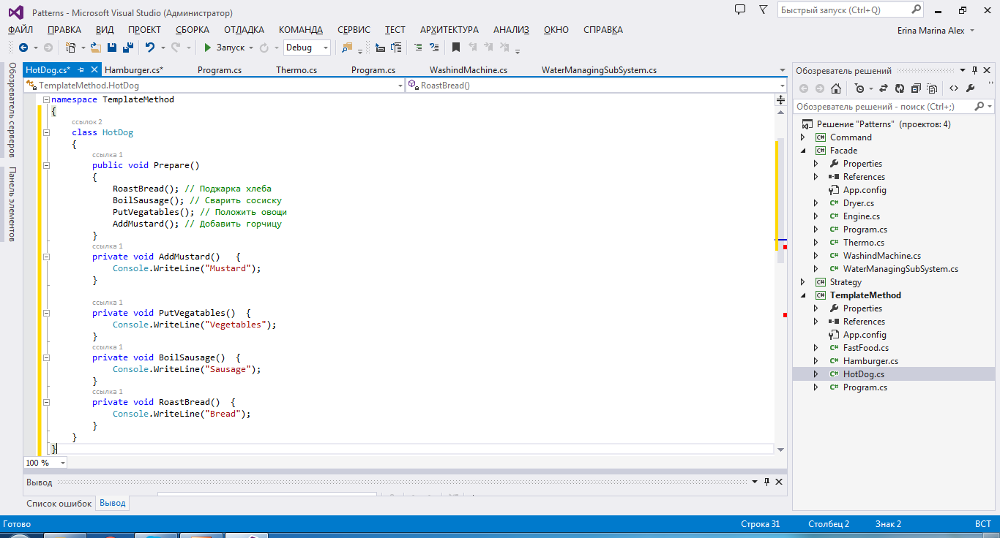 Patterns - Microsoft Visual Studio (Администратор)
Быстрый запуск (Ctrl+Q)
ФАЙЛ ПРАВКА ВИД ПРОЕКТ СБОРКА ОТЛАДКА КОМАНДА СЕРВИС ТЕСТ АРХИТЕКТУРА АНАЛИЗ ОКНО СПРАВКА
Erina Marina Alex
Запуск Debug
Обозреватель серверов
Панель элементов
HotDog.cs* Hamburger.cs* Program.cs Thermo.cs Program.cs WashindMachine.cs WaterManagingSubSystem.cs
TemplateMethod.HotDog RoastBread()
namespace TemplateMethod
{
ссылок 2
class HotDog
{
ссылка 1
public void Prepare()
{
RoastBread(); // Поджарка хлеба
BoilSausage(); // Сварить сосиску
PutVegatables(); // Положить овощи
AddMustard(); // Добавить горчицу
}
ссылка 1
private void AddMustard() {
Console.WriteLine("Mustard");
}
ссылка 1
private void PutVegatables() {
Console.WriteLine("Vegetables");
}
ссылка 1
private void BoilSausage() {
Console.WriteLine("Sausage");
}
ссылка 1
private void RoastBread() {
Console.WriteLine("Bread");
}
}
}
100 %
Вывод
Список ошибок Вывод
Обозреватель решений
Обозреватель решений - поиск (Ctrl+;)
Решение "Patterns" (проектов: 4)
C# Command
C# Facade
Properties
References
App.config
C# Dryer.cs
C# Engine.cs
C# Program.cs
C# Thermo.cs
C# WashindMachine.cs
C# WaterManagingSubSystem.cs
C# Strategy
C# TemplateMethod
Properties
References
App.config
C# FastFood.cs
C# Hamburger.cs
C# HotDog.cs
C# Program.cs
Готово Строка 31 Столбец 2 Знак 2 ВСТ